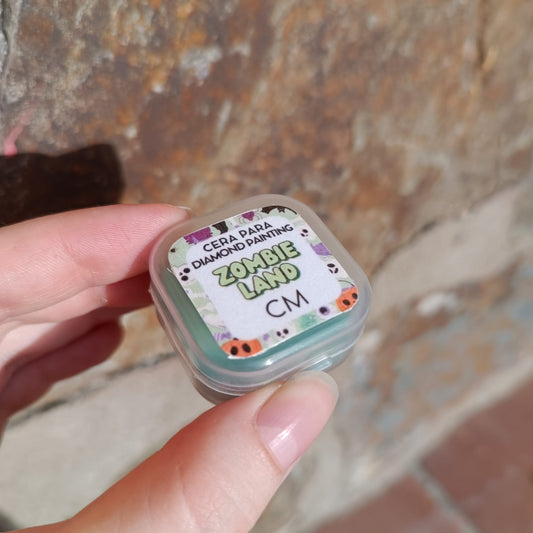 CERA PARA
DIAMOND PAINTING
ZOMBIE
LAND
CM